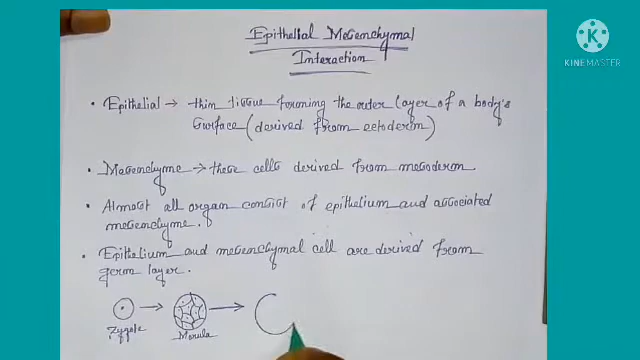 KINEMASTER
Epithelial Mesenchymal
Interaction
• Epithelial → thin tissue forming the outer layer of a body's
surface (derived from ectoderm)
• Mesenchyme → these cells derived from mesoderm.
• Almost all organ consist of epithelium and associated
mesenchyme.
• Epithelium and mesenchymal cell are derived from
germ layer.
Zygote → Morula →